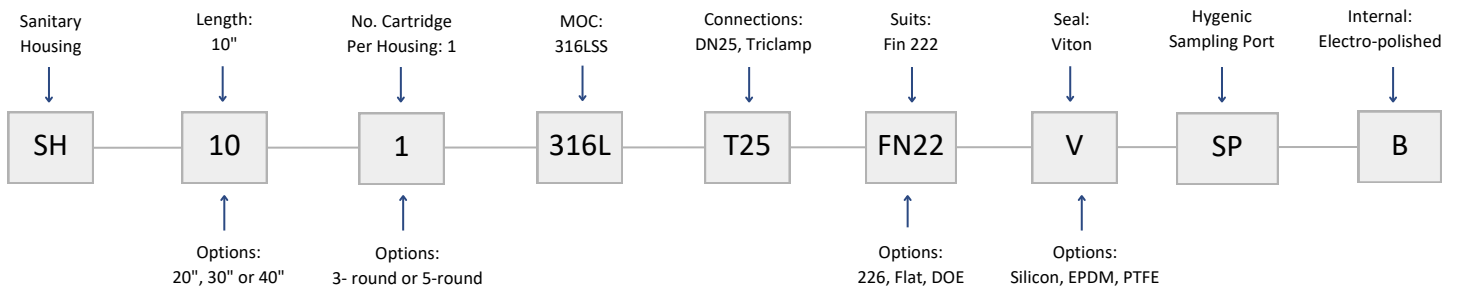 Sanitary
Housing
Length:
10"
No. Cartridge
Per Housing: 1
MOC:
316LSS
Connections:
DN25, Triclamp
Suits:
Fin 222
Seal:
Viton
Hygenic
Sampling Port
Internal:
Electro-polished
SH
10
1
316L
T25
FN22
V
SP
B
Options:
20", 30" or 40"
Options:
3- round or 5-round
Options:
226, Flat, DOE
Options:
Silicon, EPDM, PTFE